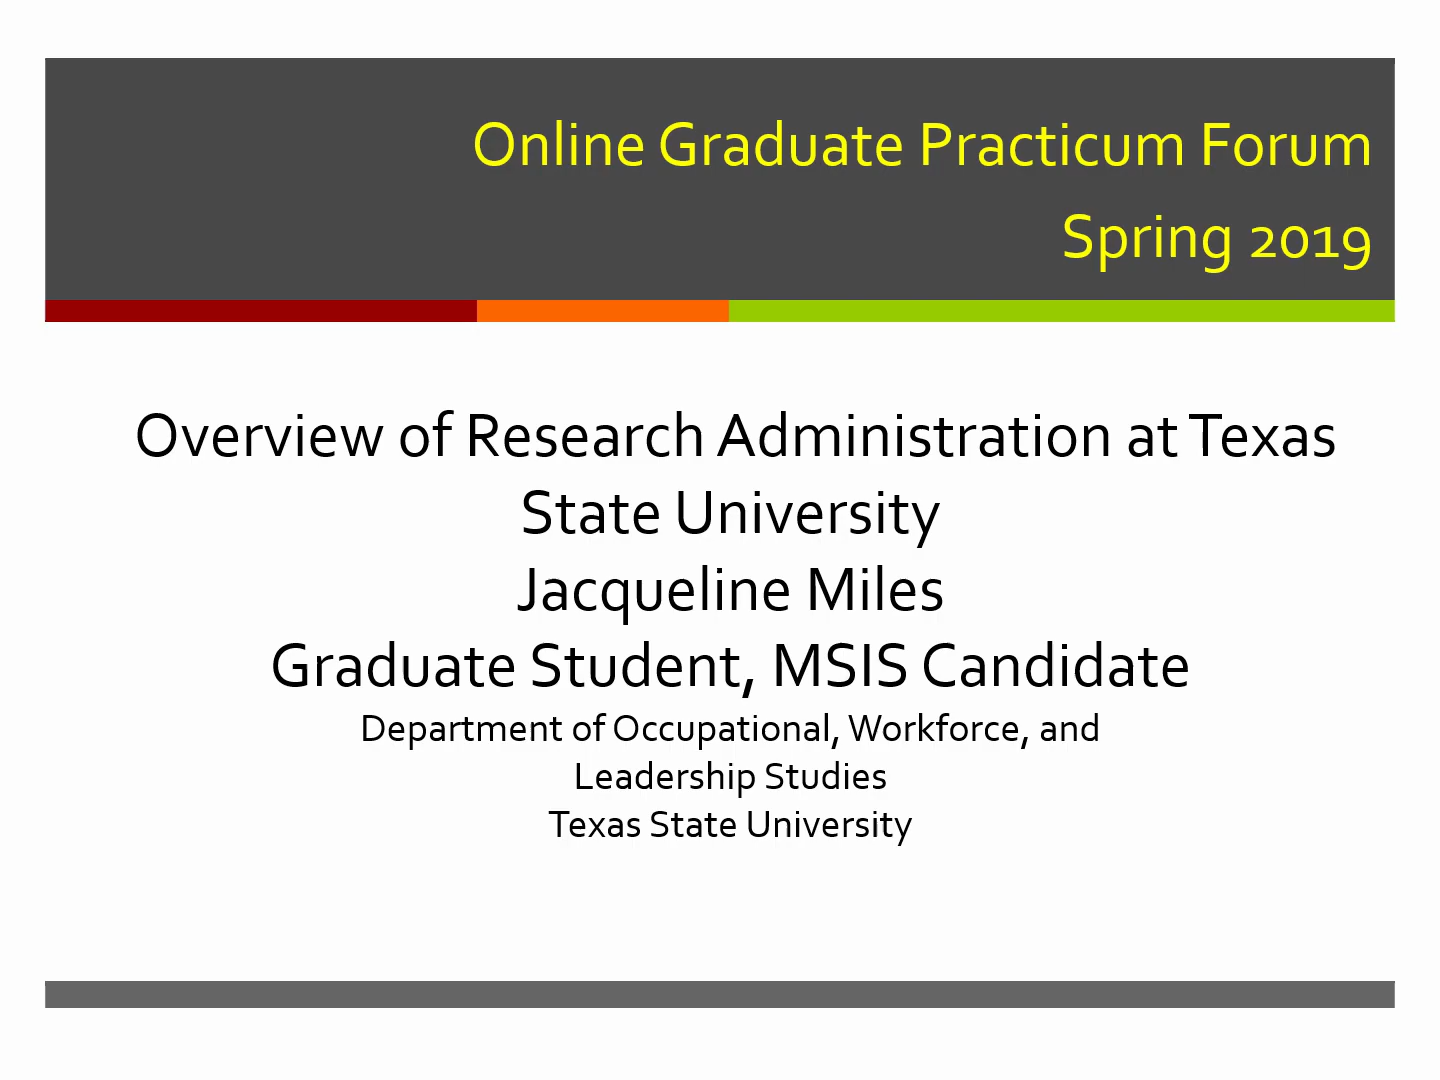 Online Graduate Practicum Forum
Spring 2019
Overview of Research Administration at Texas
State University
Jacqueline Miles
Graduate Student, MSIS Candidate
Department of Occupational, Workforce, and
Leadership Studies
Texas State University